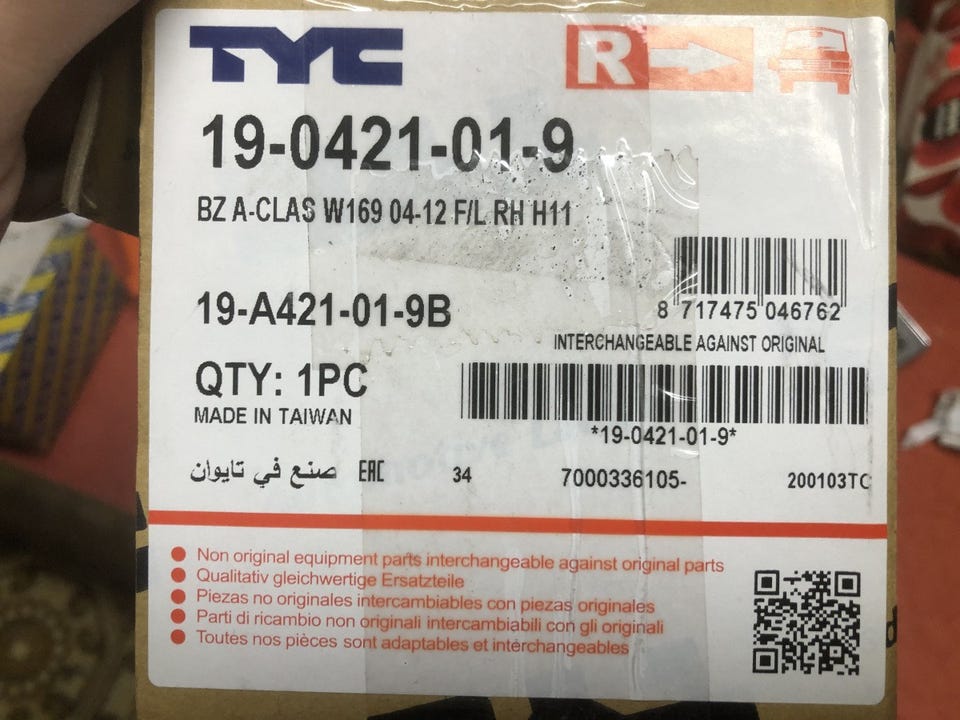 TYC
R
19-0421-01-9
BZ A-CLAS W169 04-12 F/L RH H11
8 717475 046762
19-A421-01-9B
INTERCHANGEABLE AGAINST ORIGINAL
QTY: 1PC
MADE IN TAIWAN
*19-0421-01-9*
صنع في تايوان EAC 34 7000336105- 200103TC
Non original equipment parts interchangeable against original parts
Qualitativ gleichwertige Ersatzteile
Piezas no originales intercambiables con piezas originales
Parti di ricambio non originali intercambiabili con gli originali
Toutes nos pièces sont adaptables et intérchangeables